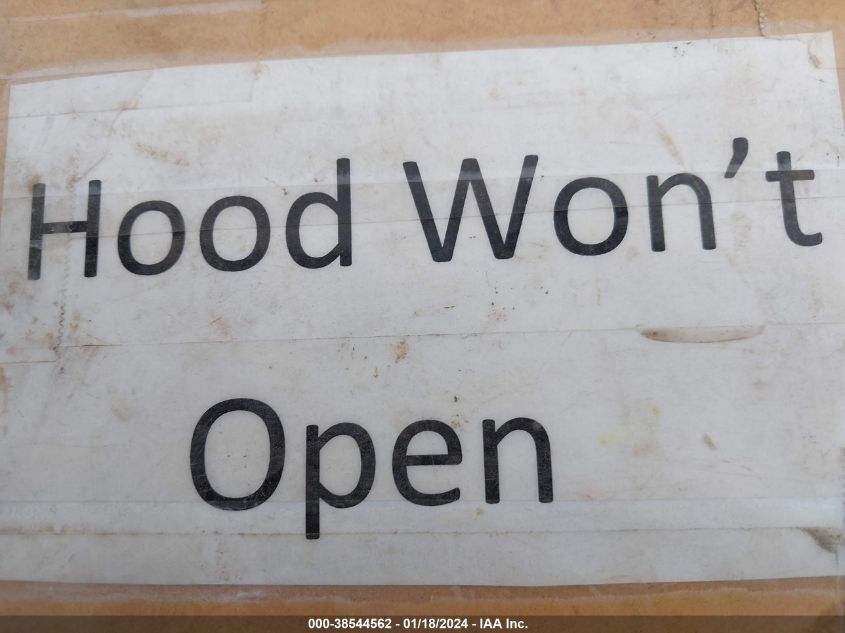 Hood Won’t
Open
000-38544562 - 01/18/2024 - IAA Inc.